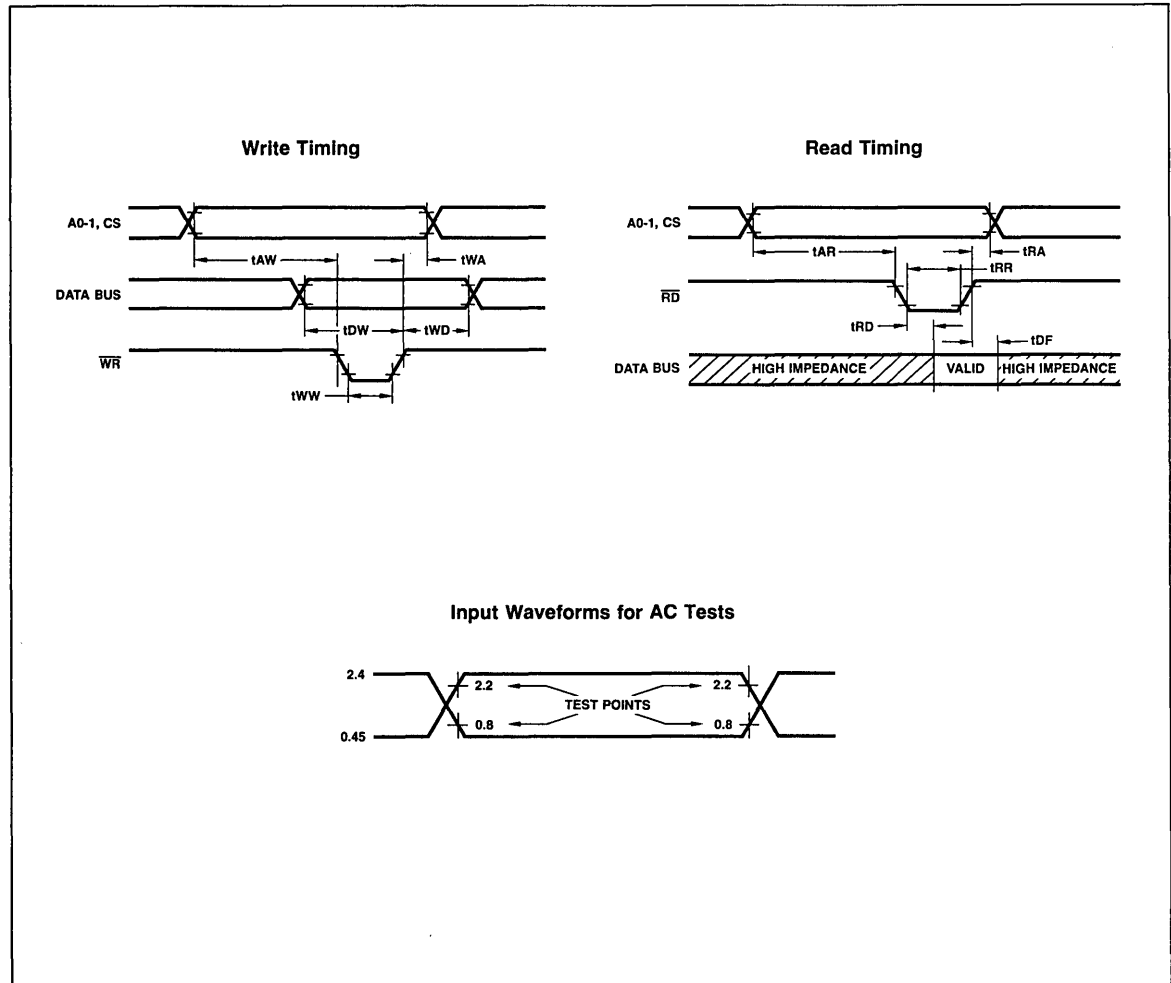 Write Timing
A0-1, CS
tAW
tWA
DATA BUS
tDW
tWD
WR
tWW
Read Timing
A0-1, CS
tAR
tRA
tRR
RD
tRD
tDF
DATA BUS
HIGH IMPEDANCE
VALID
HIGH IMPEDANCE
Input Waveforms for AC Tests
2.4
2.2
2.2
TEST POINTS
0.8
0.8
0.45